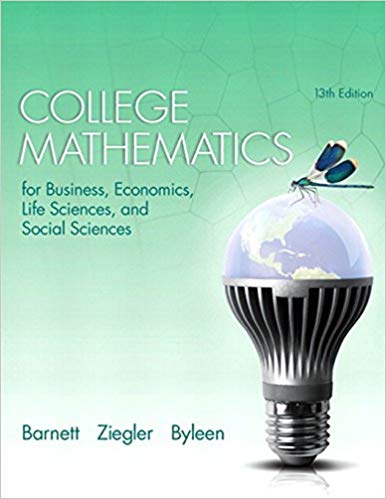 13th Edition
COLLEGE
MATHEMATICS
for Business, Economics,
Life Sciences, and
Social Sciences
Barnett Ziegler Byleen